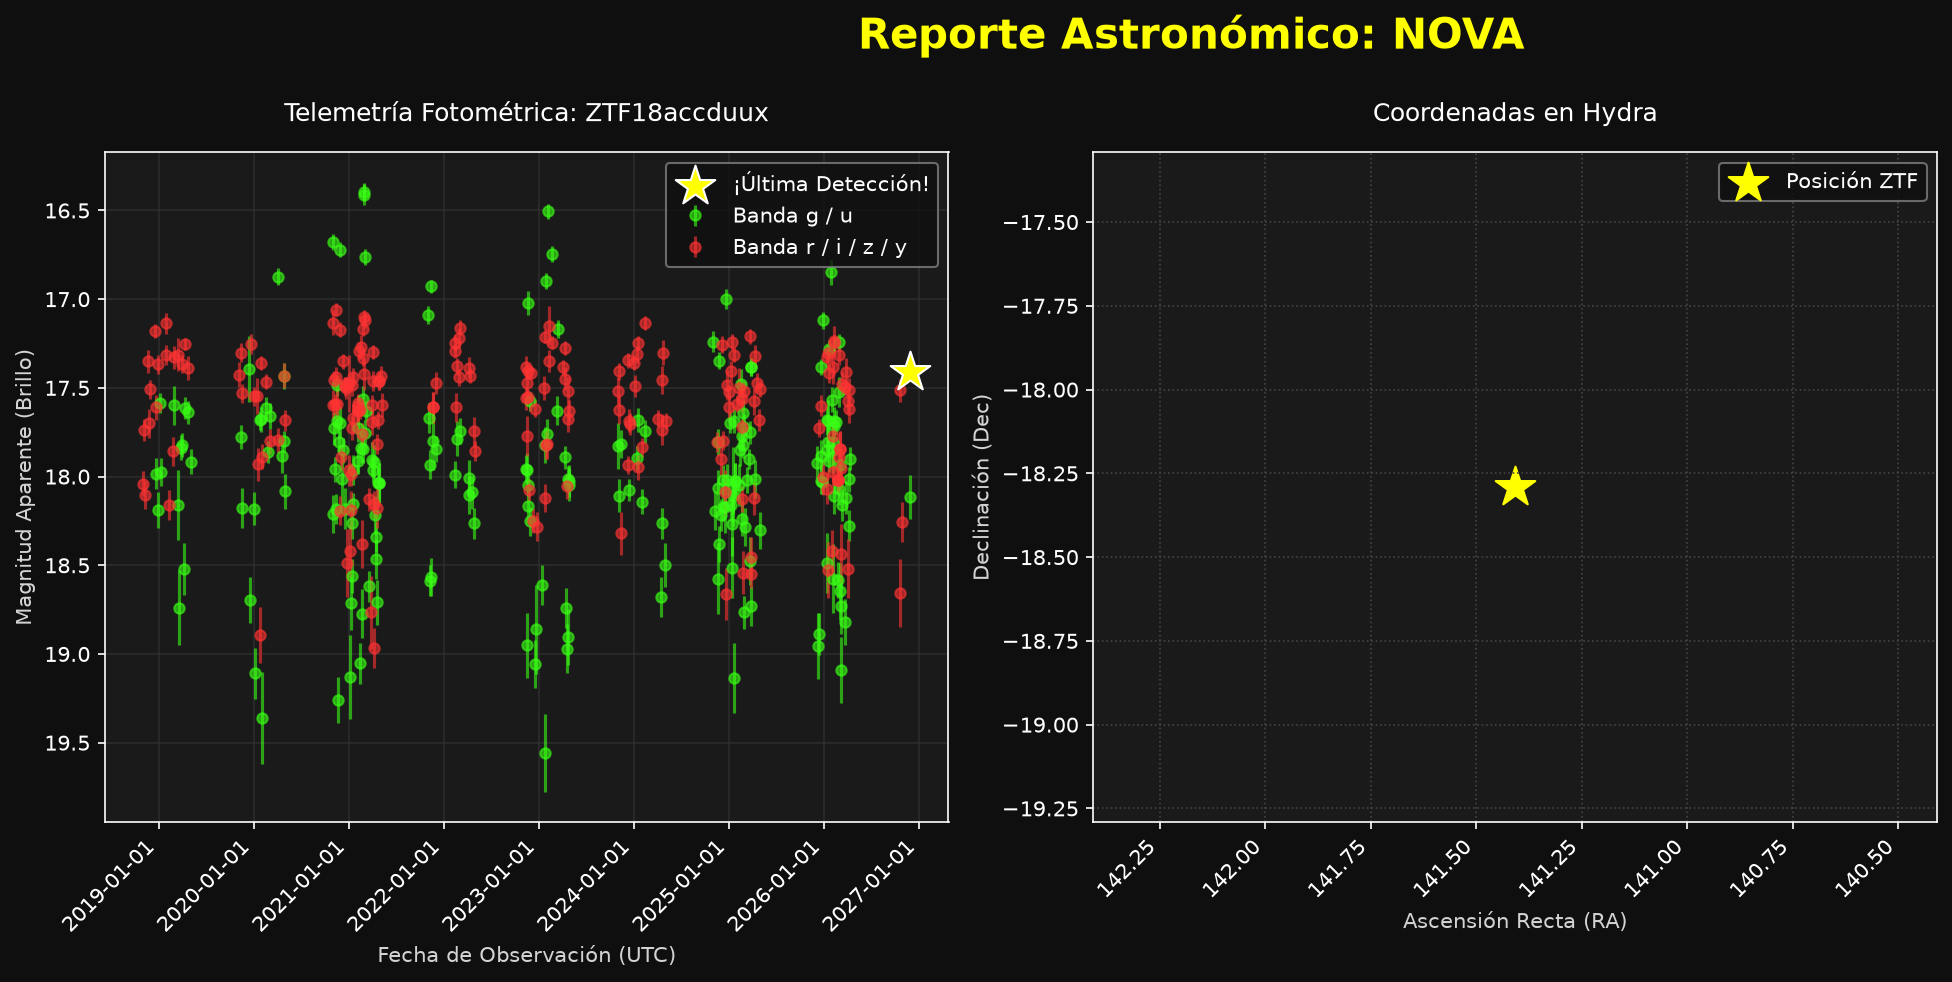 Reporte Astronómico: NOVA
Telemetría Fotométrica: ZTF18accduux
¡Última Detección!
Banda g / u
Banda r / i / z / y
Magnitud Aparente (Brillo)
16.5
17.0
17.5
18.0
18.5
19.0
19.5
2019-01-01
2020-01-01
2021-01-01
2022-01-01
2023-01-01
2024-01-01
2025-01-01
2026-01-01
2027-01-01
Fecha de Observación (UTC)
Coordenadas en Hydra
Posición ZTF
Declinación (Dec)
−17.50
−17.75
−18.00
−18.25
−18.50
−18.75
−19.00
−19.25
142.25
142.00
141.75
141.50
141.25
141.00
140.75
140.50
Ascensión Recta (RA)